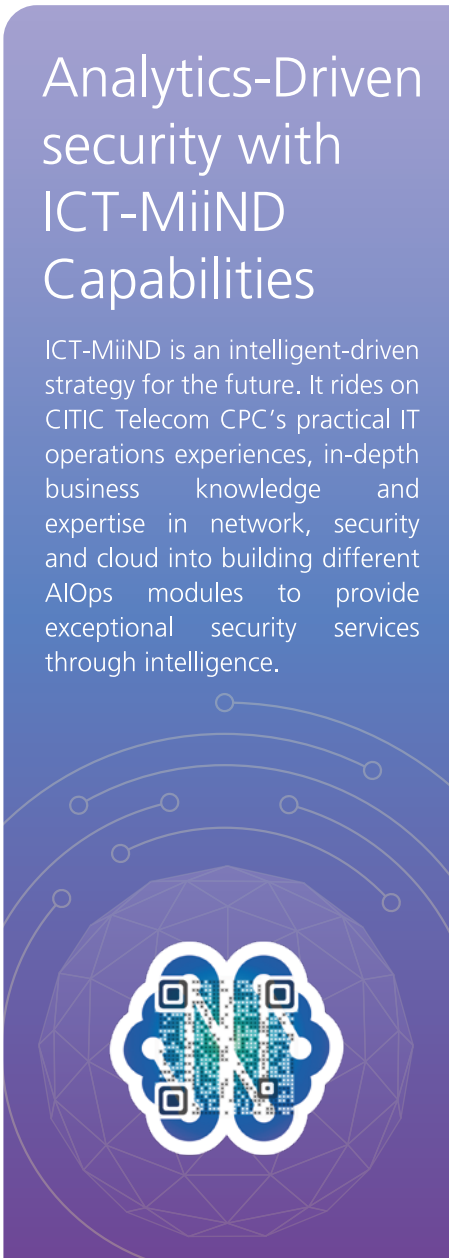 Analytics-Driven
security with
ICT-MiiND
Capabilities
ICT-MiiND is an intelligent-driven
strategy for the future. It rides on
CITIC Telecom CPC's practical IT
operations experiences, in-depth
business knowledge and
expertise in network, security
and cloud into building different
AIOps modules to provide
exceptional security services
through intelligence.